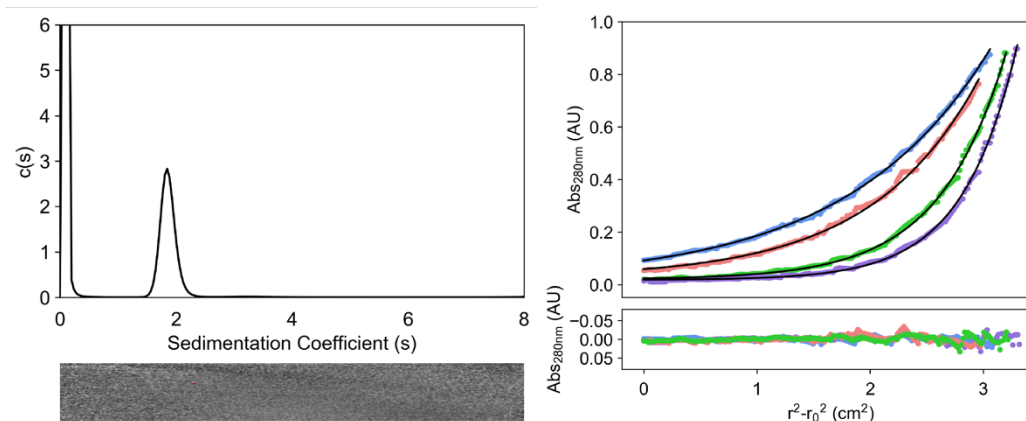 6
5
4
3
2
1
0
c(s)
0 2 4 6 8
Sedimentation Coefficient (s)
1.0
0.8
0.6
0.4
0.2
0.0
Abs280nm (AU)
−0.05
0.00
0.05
Abs280nm (AU)
0 1 2 3
r²-r₀² (cm²)